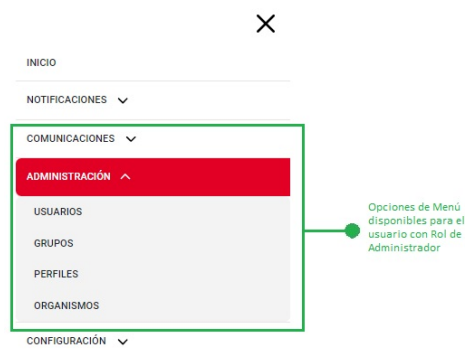 INICIO
NOTIFICACIONES
COMUNICACIONES
ADMINISTRACIÓN
USUARIOS
GRUPOS
PERFILES
ORGANISMOS
CONFIGURACIÓN
Opciones de Menú
disponibles para el
usuario con Rol de
Administrador